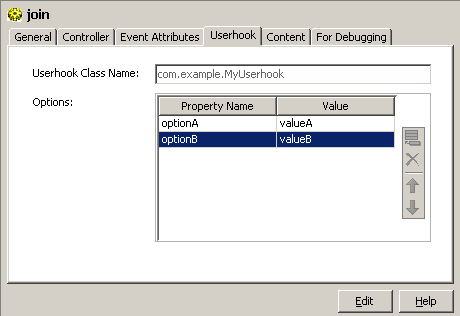 join
General Controller Event Attributes Userhook Content For Debugging
Userhook Class Name: com.example.MyUserhook
Options:
Property Name Value
optionA valueA
optionB valueB
Edit Help